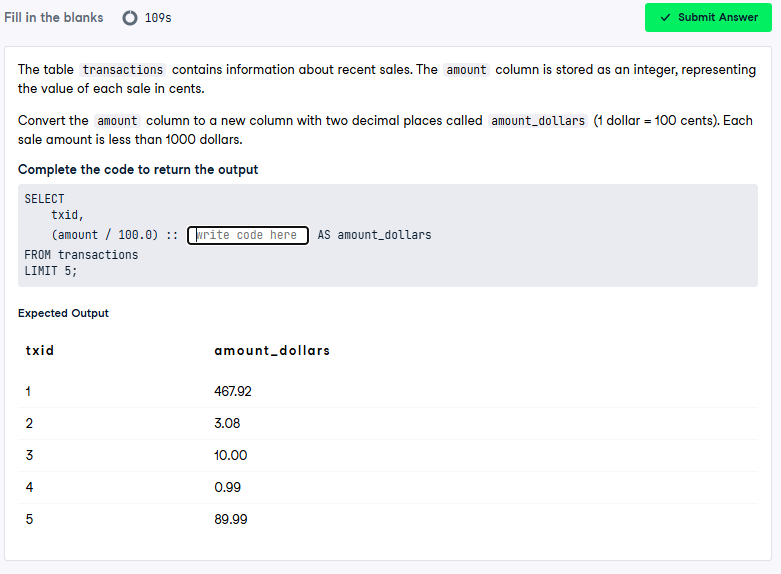 Fill in the blanks 109s Submit Answer
The table transactions contains information about recent sales. The amount column is stored as an integer, representing
the value of each sale in cents.
Convert the amount column to a new column with two decimal places called amount_dollars (1 dollar = 100 cents). Each
sale amount is less than 1000 dollars.
Complete the code to return the output
SELECT
txid,
(amount / 100.0) :: write code here AS amount_dollars
FROM transactions
LIMIT 5;
Expected Output
txid amount_dollars
1 467.92
2 3.08
3 10.00
4 0.99
5 89.99